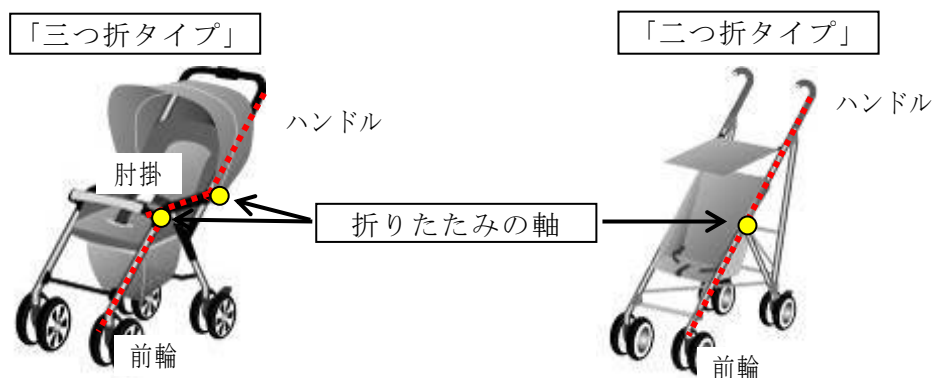 「三つ折タイプ」
「二つ折タイプ」
ハンドル
ハンドル
肘掛
折りたたみの軸
前輪
前輪